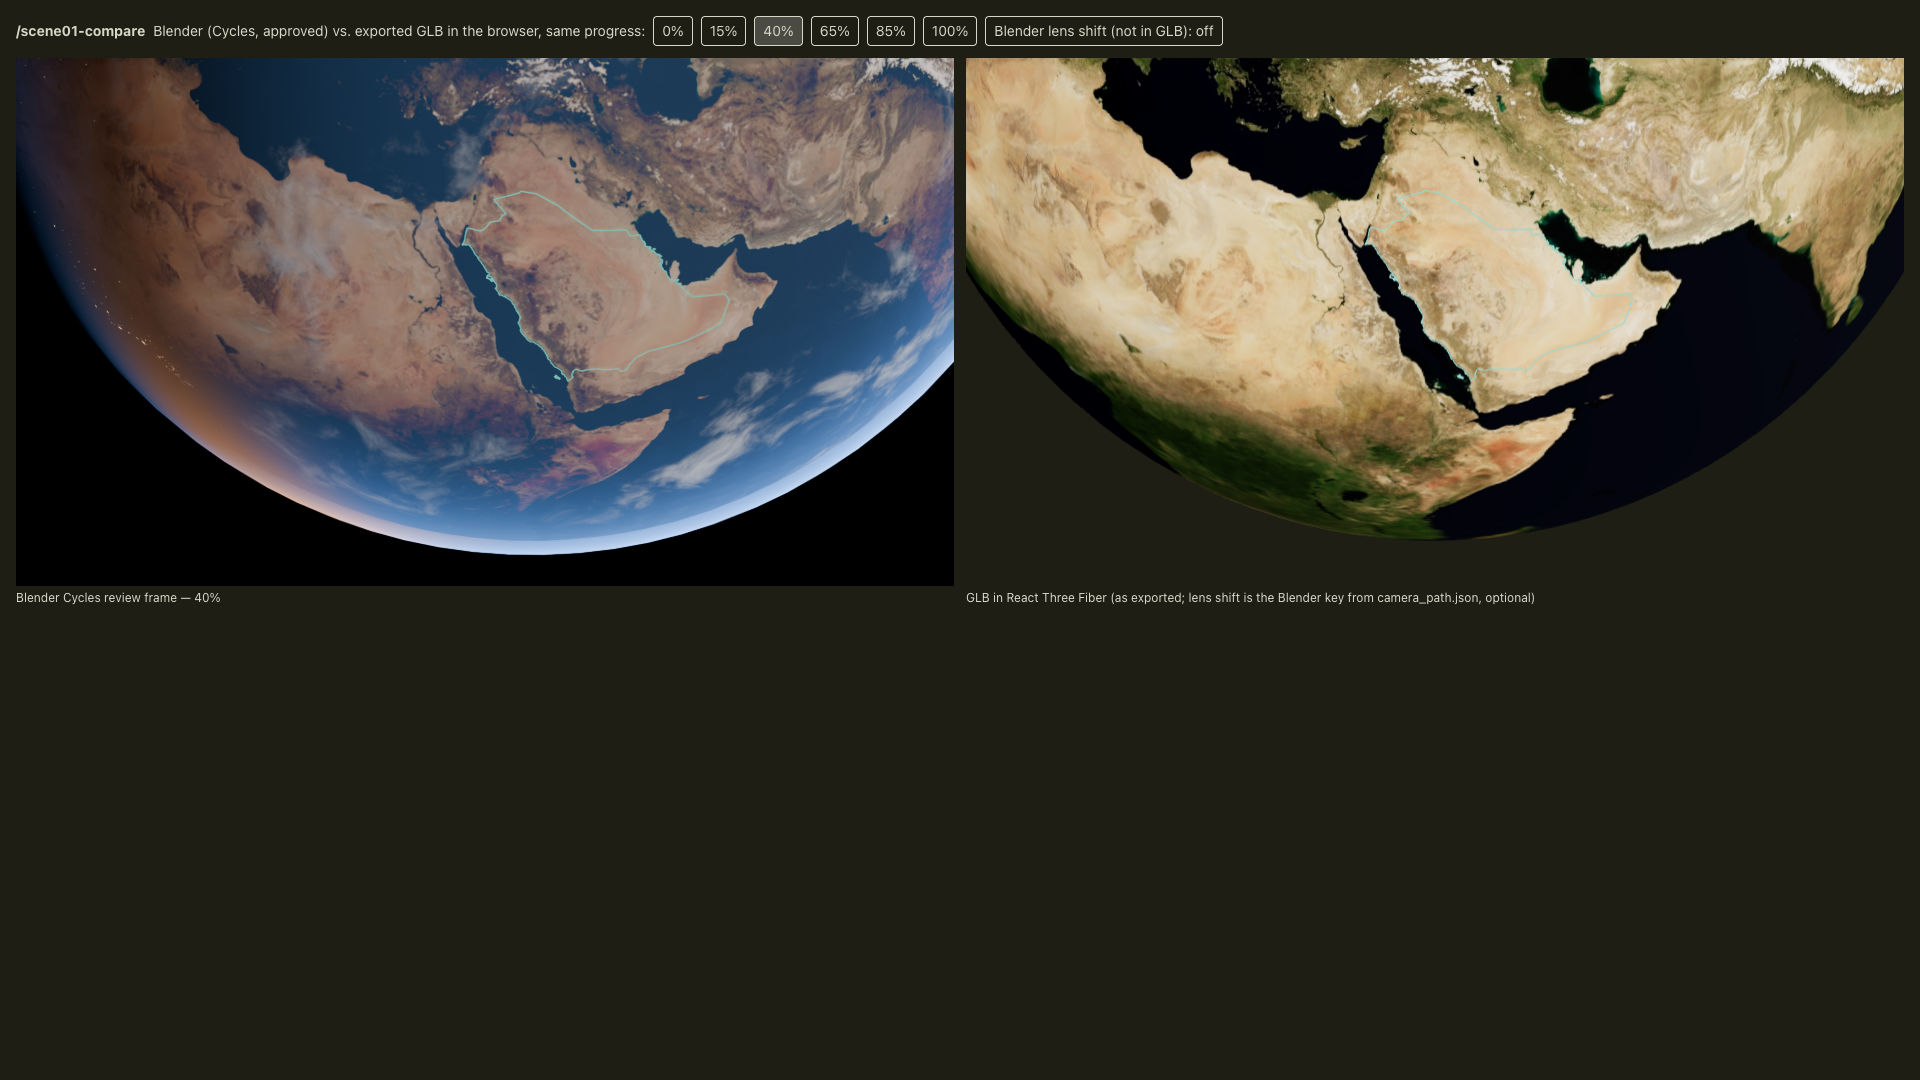 /scene01-compare Blender (Cycles, approved) vs. exported GLB in the browser, same progress: 0% 15% 40% 65% 85% 100% Blender lens shift (not in GLB): off
Blender Cycles review frame — 40%
GLB in React Three Fiber (as exported; lens shift is the Blender key from camera_path.json, optional)